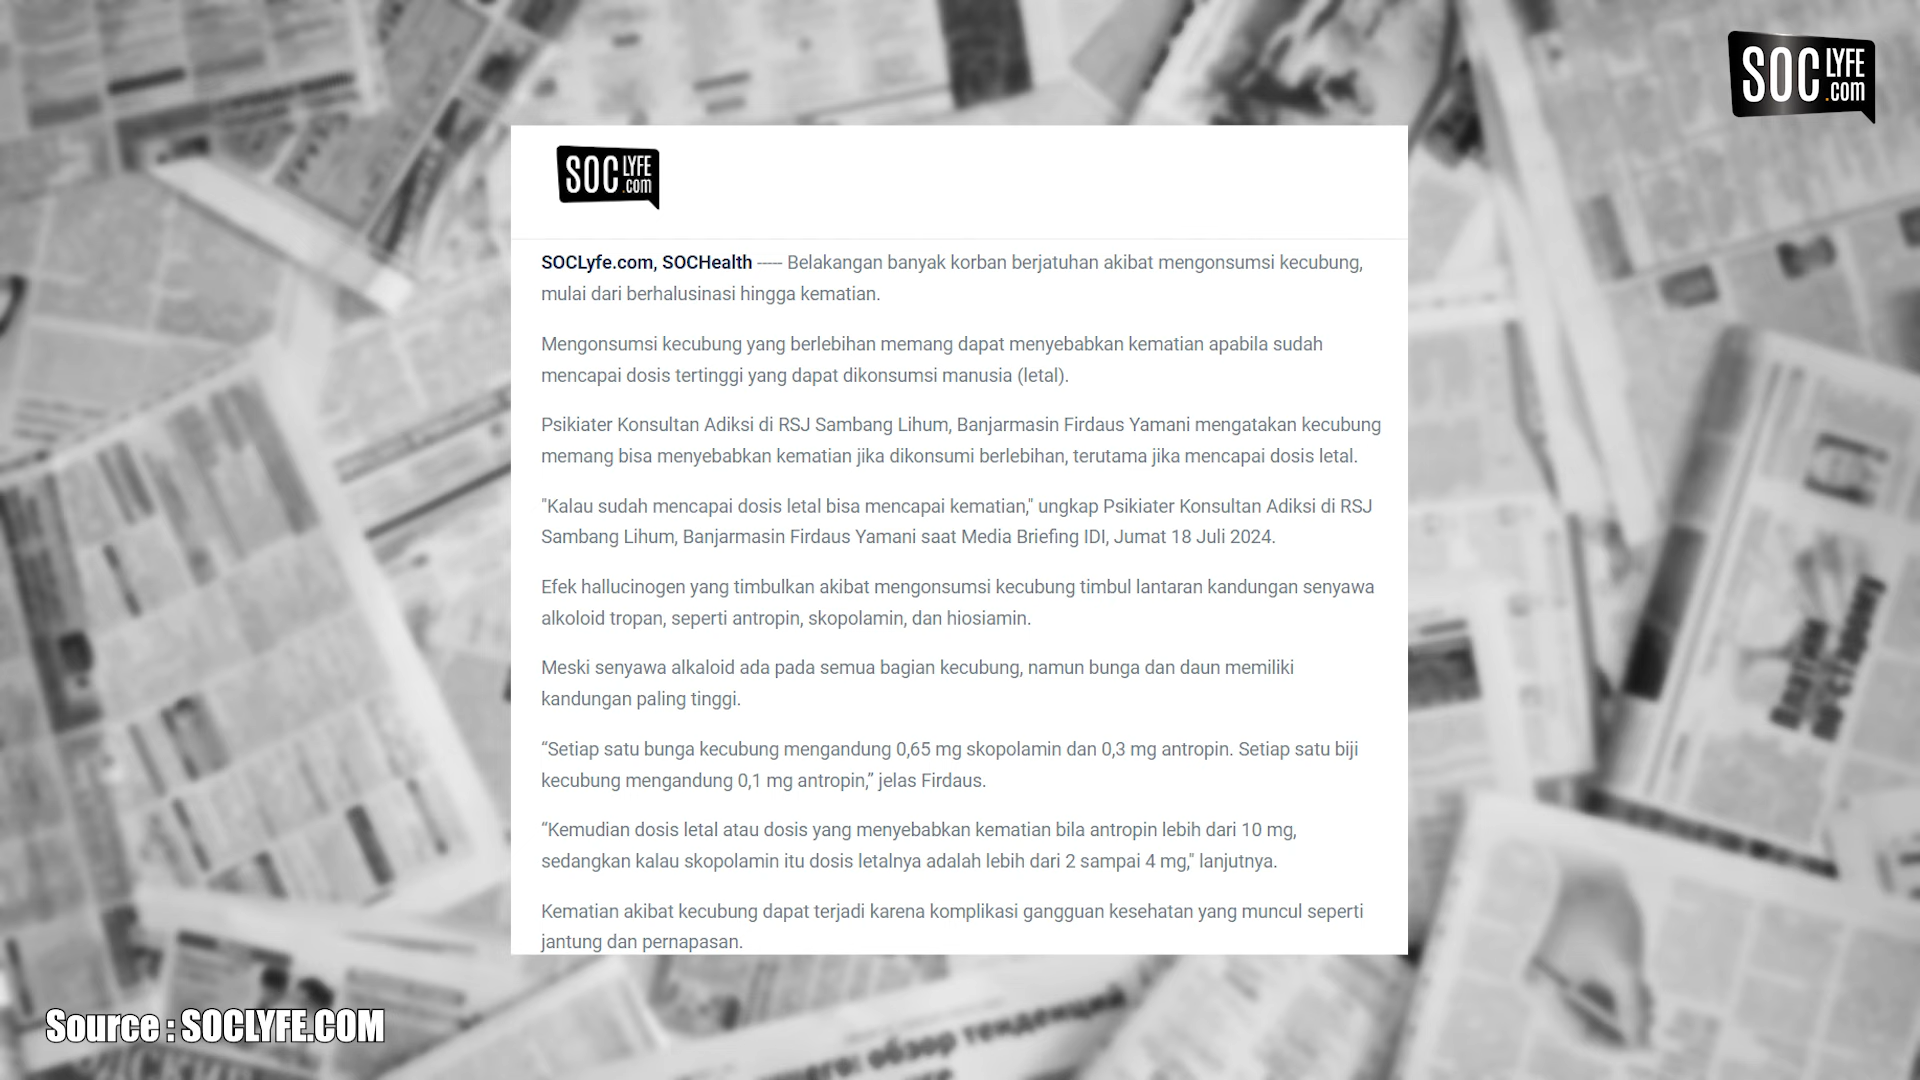 SOC LYFE .com
SOC LYFE .com
SOCLyfe.com, SOCHealth ----- Belakangan banyak korban berjatuhan akibat mengonsumsi kecubung,
mulai dari berhalusinasi hingga kematian.
Mengonsumsi kecubung yang berlebihan memang dapat menyebabkan kematian apabila sudah
mencapai dosis tertinggi yang dapat dikonsumsi manusia (letal).
Psikiater Konsultan Adiksi di RSJ Sambang Lihum, Banjarmasin Firdaus Yamani mengatakan kecubung
memang bisa menyebabkan kematian jika dikonsumi berlebihan, terutama jika mencapai dosis letal.
"Kalau sudah mencapai dosis letal bisa mencapai kematian," ungkap Psikiater Konsultan Adiksi di RSJ
Sambang Lihum, Banjarmasin Firdaus Yamani saat Media Briefing IDI, Jumat 18 Juli 2024.
Efek hallucinogen yang timbulkan akibat mengonsumsi kecubung timbul lantaran kandungan senyawa
alkoloid tropan, seperti antropin, skopolamin, dan hiosiamin.
Meski senyawa alkaloid ada pada semua bagian kecubung, namun bunga dan daun memiliki
kandungan paling tinggi.
“Setiap satu bunga kecubung mengandung 0,65 mg skopolamin dan 0,3 mg antropin. Setiap satu biji
kecubung mengandung 0,1 mg antropin,” jelas Firdaus.
“Kemudian dosis letal atau dosis yang menyebabkan kematian bila antropin lebih dari 10 mg,
sedangkan kalau skopolamin itu dosis letalnya adalah lebih dari 2 sampai 4 mg," lanjutnya.
Kematian akibat kecubung dapat terjadi karena komplikasi gangguan kesehatan yang muncul seperti
jantung dan pernapasan.
обзор тенденций
Source : SOCLYFE.COM